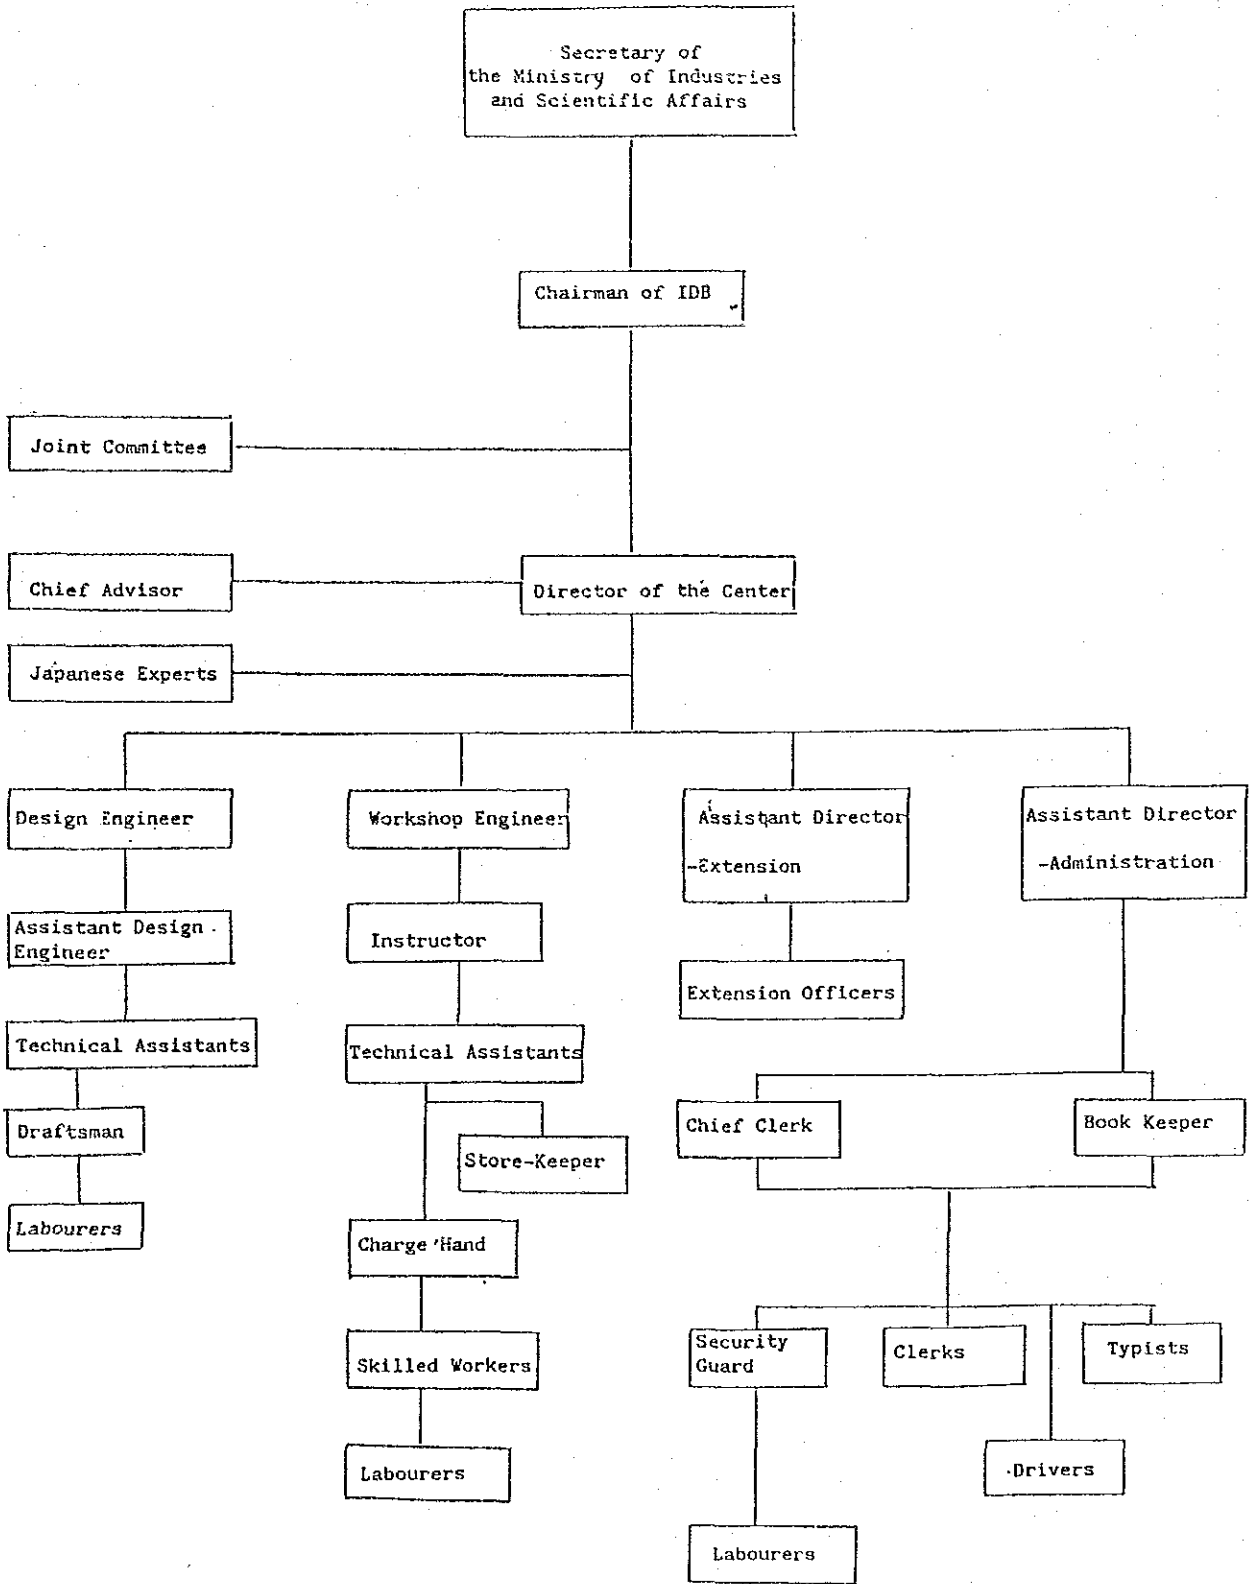 Secretary of
the Ministry of Industries
and Scientific Affairs
Chairman of IDB
Joint Committee
Chief Advisor
Director of the Center
Japanese Experts
Design Engineer
Workshop Engineer
Assistant Director
-Extension
Assistant Director
-Administration
Assistant Design
Engineer
Instructor
Extension Officers
Technical Assistants
Technical Assistants
Chief Clerk
Book Keeper
Draftsman
Store-Keeper
Labourers
Charge Hand
Security
Guard
Clerks
Typists
Skilled Workers
Labourers
Drivers
Labourers